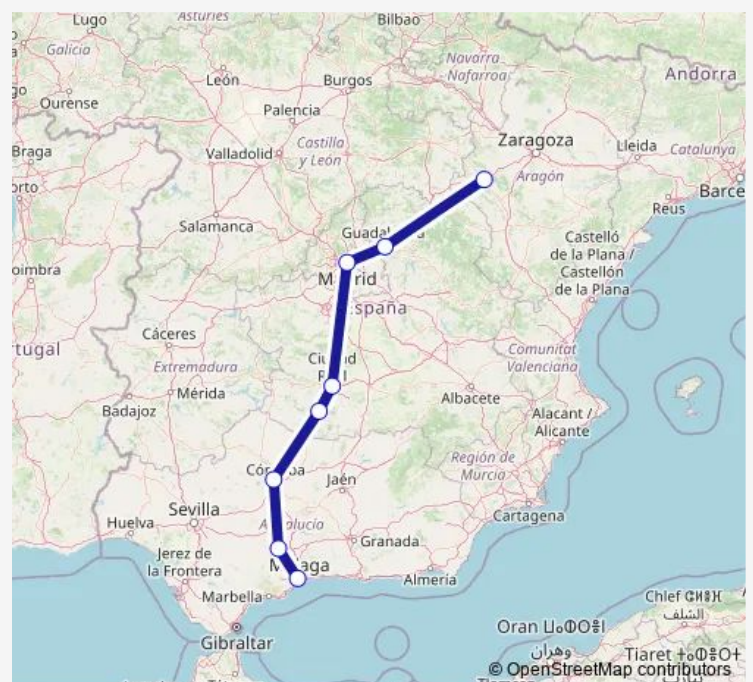 Lugo
Asturies
Bilbao
Galicia
León
Burgos
Navarra
Nafarroa
Andorra
Ourense
Palencia
Zaragoza
Lleida
Catalunya
Braga
Valladolid
Castilla
y León
Aragón
Reus
Salamanca
Castelló
de la Plana /
Castellón
de la Plana
España
Cáceres
Extremadura
Comunitat
Valenciana
Mérida
Albacete
Badajoz
Alacant /
Alicante
Jaén
Región de
Murcia
Sevilla
Huelva
Cartagena
Granada
Jerez de
la Frontera
Almería
Marbella
Gibraltar
Chlef ⵛⵍⴻⴼ
الشلف
Oran
وهران
Tiaret
© OpenStreetMap contributors